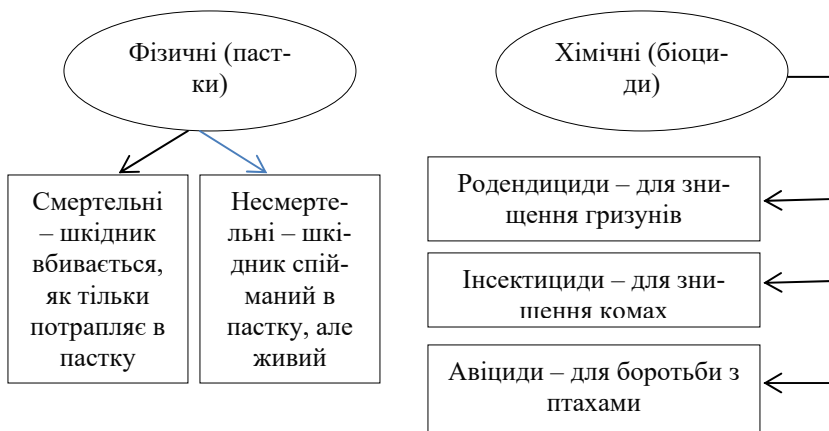 Фізичні (паст-
ки)
Хімічні (біоци-
ди)
Смертельні
– шкідник
вбивається,
як тільки
потрапляє в
пастку
Несмерте-
льні – шкі-
дник спій-
маний в
пастку, але
живий
Родендициди – для зни-
щення гризунів
Інсектициди – для зни-
щення комах
Авіциди – для боротьби з
птахами